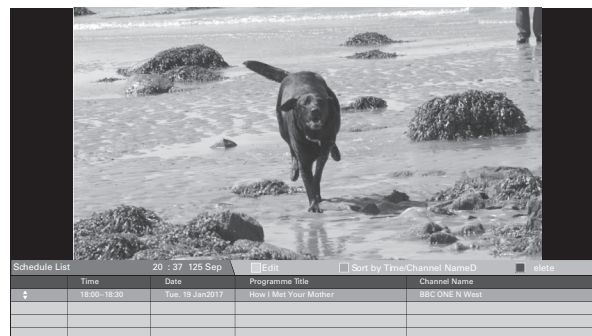 Schedule List 20 : 37 125 Sep Edit Sort by Time/Channel NameD elete
Time Date Programme Title Channel Name
18:00~18:30 Tue, 19 Jan2017 How I Met Your Mother BBC ONE N West